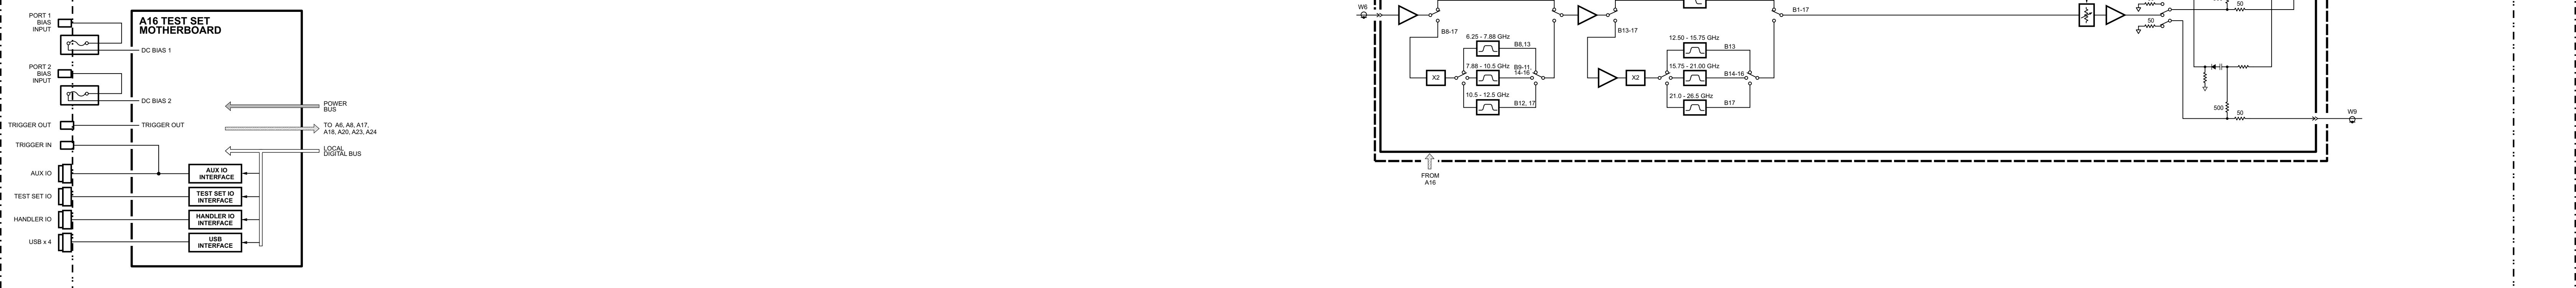 PORT 1
BIAS
INPUT
A16 TEST SET
MOTHERBOARD
DC BIAS 1
PORT 2
BIAS
INPUT
DC BIAS 2
POWER
BUS
TRIGGER OUT
TRIGGER OUT
TO A6, A8, A17,
A18, A20, A23, A24
TRIGGER IN
LOCAL
DIGITAL BUS
AUX IO
AUX IO
INTERFACE
TEST SET IO
TEST SET IO
INTERFACE
HANDLER IO
HANDLER IO
INTERFACE
USB x 4
USB
INTERFACE
W6
B8-17
6.25 - 7.88 GHz
B8,13
X2
7.88 - 10.5 GHz
B9-11,
14-16
10.5 - 12.5 GHz
B12, 17
B13-17
12.50 - 15.75 GHz
B13
X2
15.75 - 21.00 GHz
B14-16
21.0 - 26.5 GHz
B17
B1-17
50
50
500
50
W9
FROM
A16